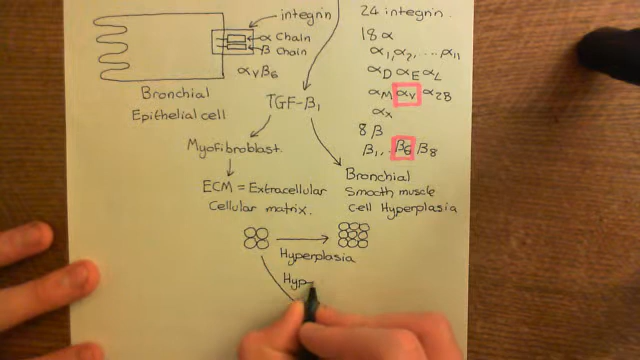 integrin
α Chain
β Chain
αvβ6
Bronchial
Epithelial cell
24 integrin.
18 α
α1, α2, ... α11
αD αE αL
αM αv α2B
αx
8 β
β1, .. β6 β8
TGF-β1
Myofibroblast.
ECM = Extracellular
Cellular matrix.
Bronchial
Smooth muscle
Cell Hyperplasia
Hyperplasia
Hyp